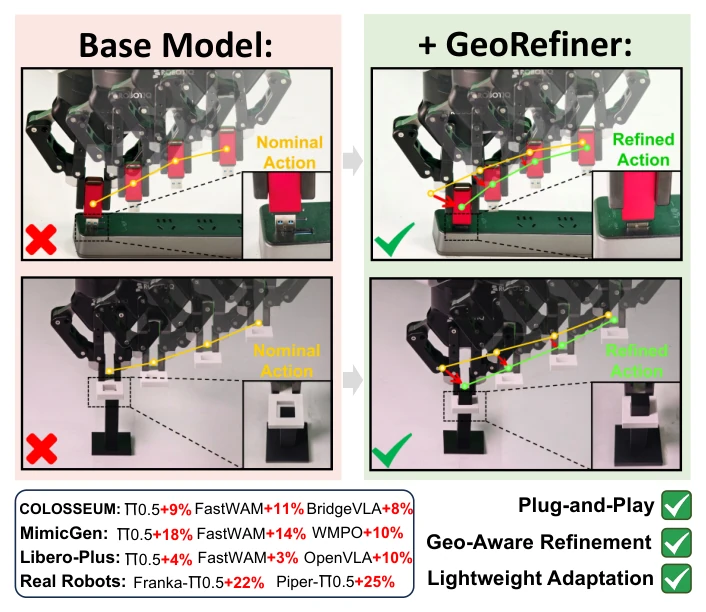 Base Model:
+ GeoRefiner:
Nominal
Action
Refined
Action
Nominal
Action
Refined
Action
COLOSSEUM: Π0.5+9% FastWAM+11% BridgeVLA+8%
MimicGen: Π0.5+18% FastWAM+14% WMPO+10%
Libero-Plus: Π0.5+4% FastWAM+3% OpenVLA+10%
Real Robots: Franka-Π0.5+22% Piper-Π0.5+25%
Plug-and-Play
Geo-Aware Refinement
Lightweight Adaptation